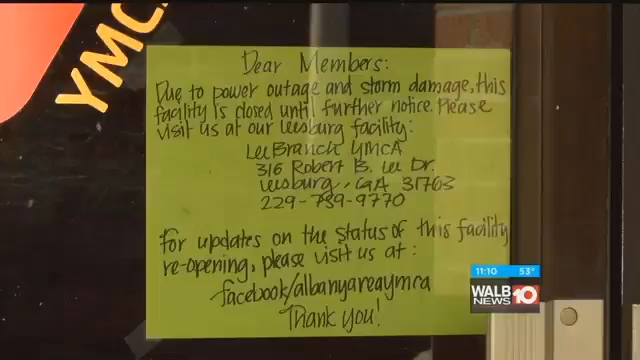 YMCA
Dear Members:
Due to power outage and storm damage, this
facility is closed until further notice. Please
visit us at our Leesburg facility:
Lee Branch YMCA
316 Robert B. Lee Dr.
Leesburg, GA 31763
229-759-9770
For updates on the status of this facility
re-opening, please visit us at:
facebook/albanyareaymca
Thank you!
11:10 53°
WALB
NEWS 10